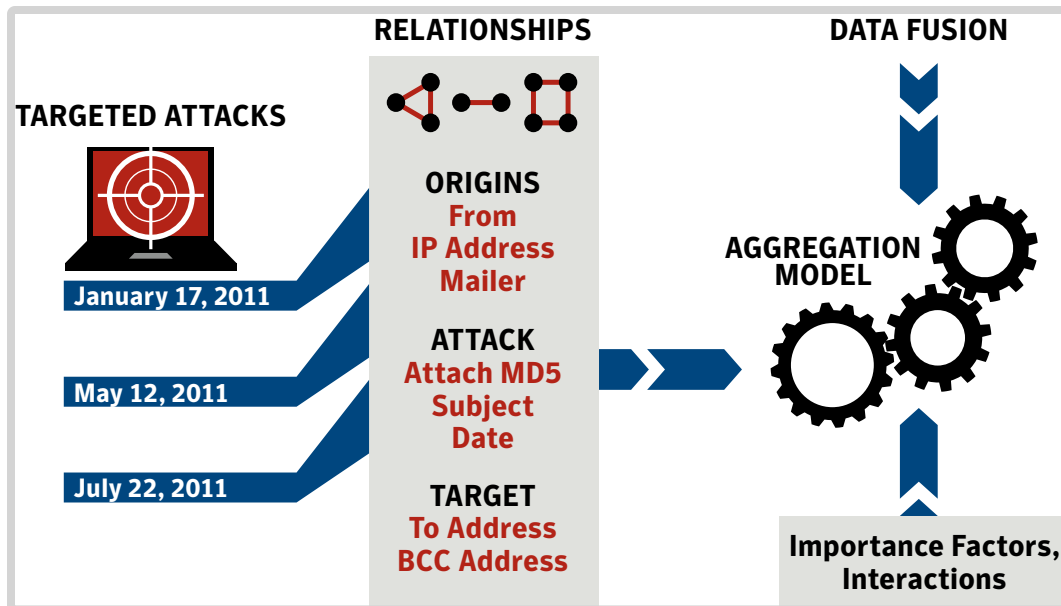 TARGETED ATTACKS
January 17, 2011
May 12, 2011
July 22, 2011
RELATIONSHIPS
ORIGINS
From
IP Address
Mailer
ATTACK
Attach MD5
Subject
Date
TARGET
To Address
BCC Address
DATA FUSION
AGGREGATION
MODEL
Importance Factors,
Interactions